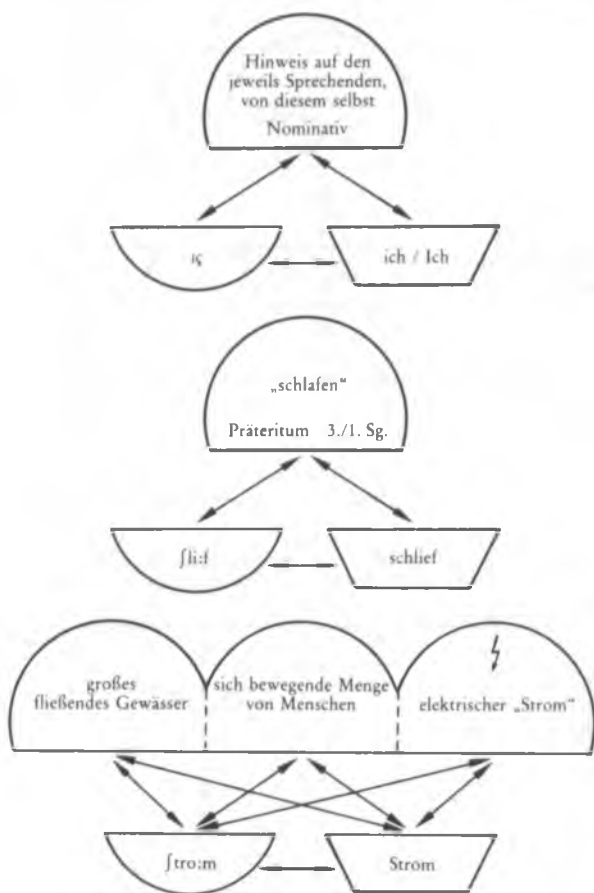 Hinweis auf den
jeweils Sprechenden,
von diesem selbst
Nominativ
ıç
ich / Ich
„schlafen“
Präteritum 3./1. Sg.
ʃli:f
schlief
großes
fließendes Gewässer
sich bewegende Menge
von Menschen
elektrischer „Strom“
ʃtro:m
Strom